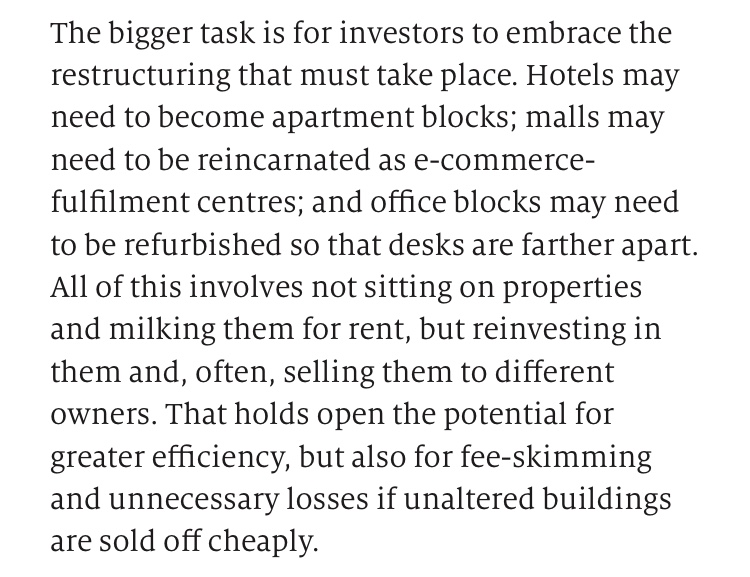 The bigger task is for investors to embrace the
restructuring that must take place. Hotels may
need to become apartment blocks; malls may
need to be reincarnated as e-commerce-
fulfilment centres; and office blocks may need
to be refurbished so that desks are farther apart.
All of this involves not sitting on properties
and milking them for rent, but reinvesting in
them and, often, selling them to different
owners. That holds open the potential for
greater efficiency, but also for fee-skimming
and unnecessary losses if unaltered buildings
are sold off cheaply.